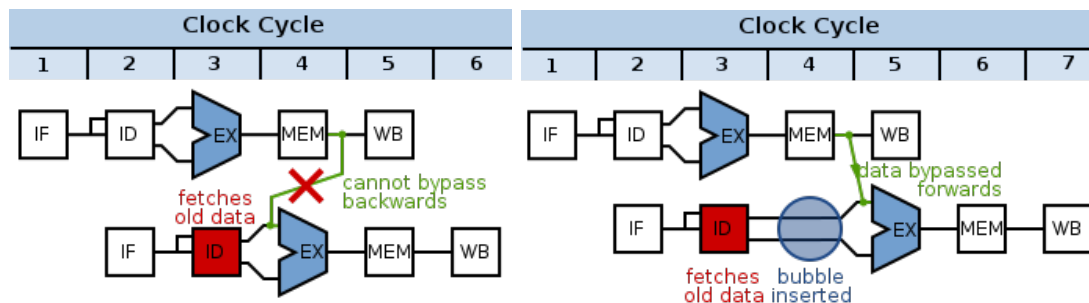 Clock Cycle
1 2 3 4 5 6
IF ID EX MEM WB
cannot bypass
backwards
fetches
old data
IF ID EX MEM WB
Clock Cycle
1 2 3 4 5 6 7
IF ID EX MEM WB
data bypassed
forwards
IF ID EX MEM WB
fetches
old data
bubble
inserted